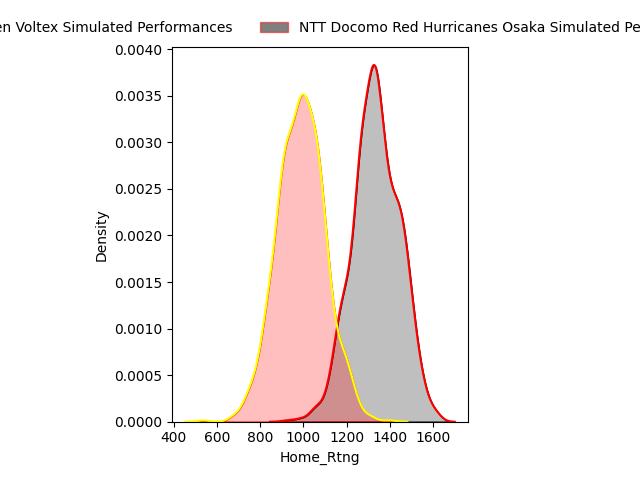 en Voltex Simulated Performances
NTT Docomo Red Hurricanes Osaka Simulated Pe
0.0040
0.0035
0.0030
0.0025
0.0020
0.0015
0.0010
0.0005
0.0000
Density
400 600 800 1000 1200 1400 1600
Home_Rtng